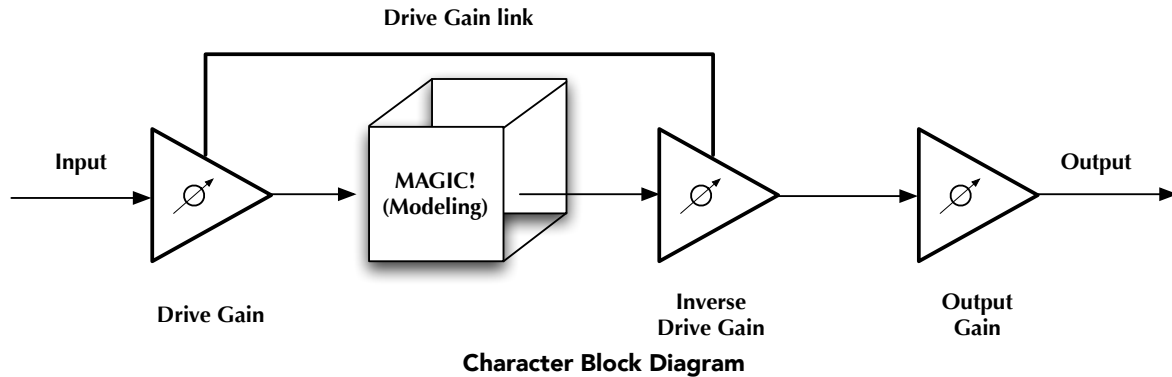 Drive Gain link
Input
MAGIC!
(Modeling)
Output
Drive Gain
Inverse
Drive Gain
Output
Gain
Character Block Diagram